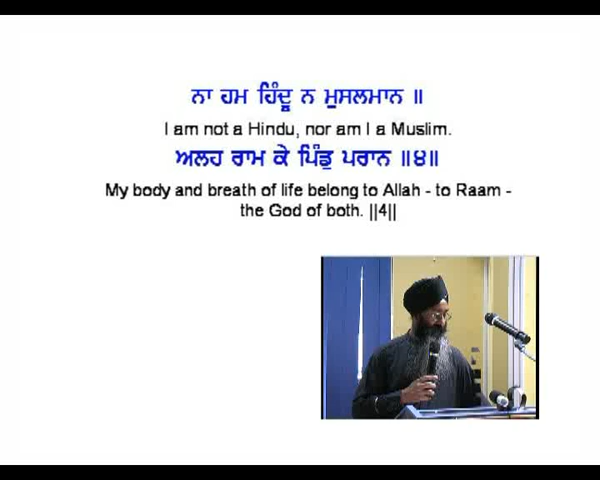 ਨਾ ਹਮ ਹਿੰਦੂ ਨ ਮੁਸਲਮਾਨ ॥
I am not a Hindu, nor am I a Muslim.
ਅਲਹ ਰਾਮ ਕੇ ਪਿੰਡੁ ਪਰਾਨ ॥੪॥
My body and breath of life belong to Allah - to Raam -
the God of both. ||4||